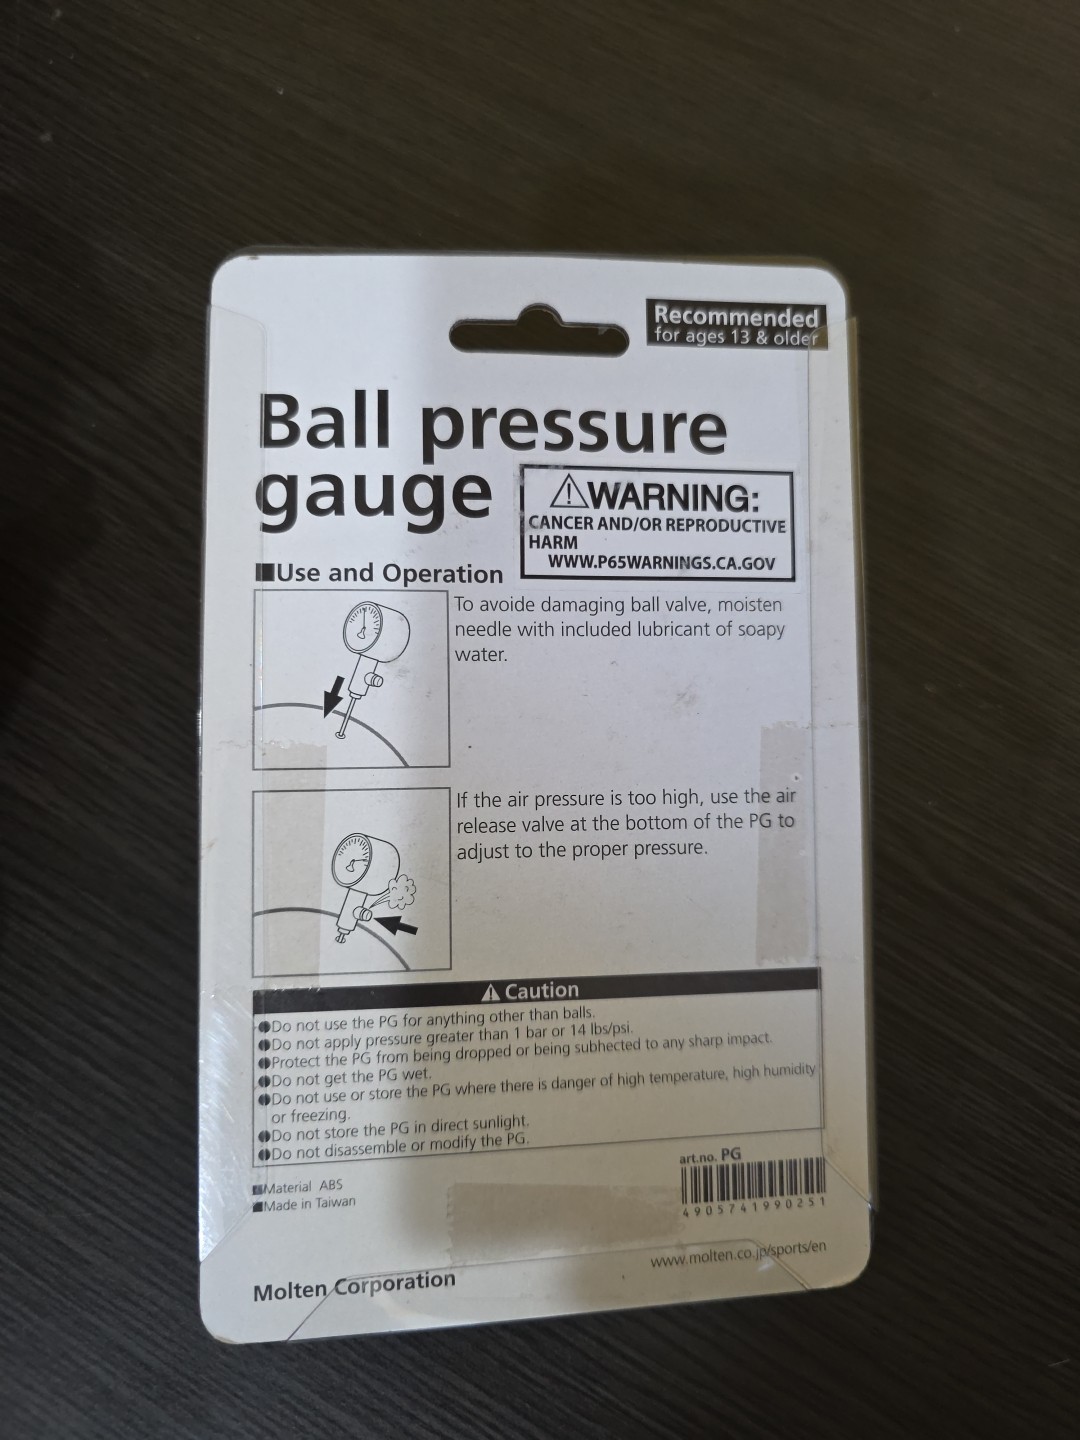 Recommended
for ages 13 & older
Ball pressure
gauge
⚠WARNING:
CANCER AND/OR REPRODUCTIVE
HARM
WWW.P65WARNINGS.CA.GOV
■Use and Operation
To avoide damaging ball valve, moisten
needle with included lubricant of soapy
water.
If the air pressure is too high, use the air
release valve at the bottom of the PG to
adjust to the proper pressure.
⚠ Caution
●Do not use the PG for anything other than balls.
●Do not apply pressure greater than 1 bar or 14 lbs/psi.
●Protect the PG from being dropped or being subhected to any sharp impact.
●Do not get the PG wet.
●Do not use or store the PG where there is danger of high temperature, high humidity
or freezing.
●Do not store the PG in direct sunlight.
●Do not disassemble or modify the PG.
■Material ABS
■Made in Taiwan
art.no. PG
4905741990251
www.molten.co.jp/sports/en
Molten Corporation